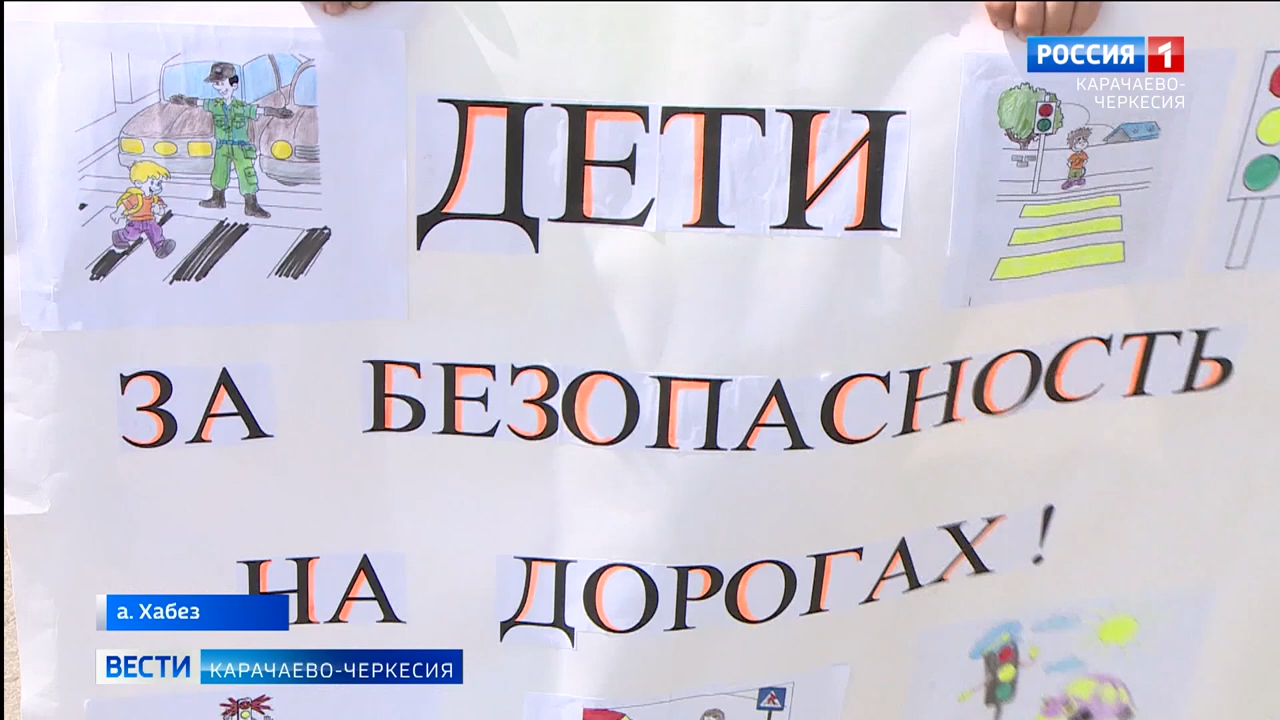 РОССИЯ 1
КАРАЧАЕВО-
ЧЕРКЕСИЯ
ДЕТИ
ЗА БЕЗОПАСНОСТЬ
НА ДОРОГАХ!
а. Хабез
ВЕСТИ КАРАЧАЕВО-ЧЕРКЕСИЯ